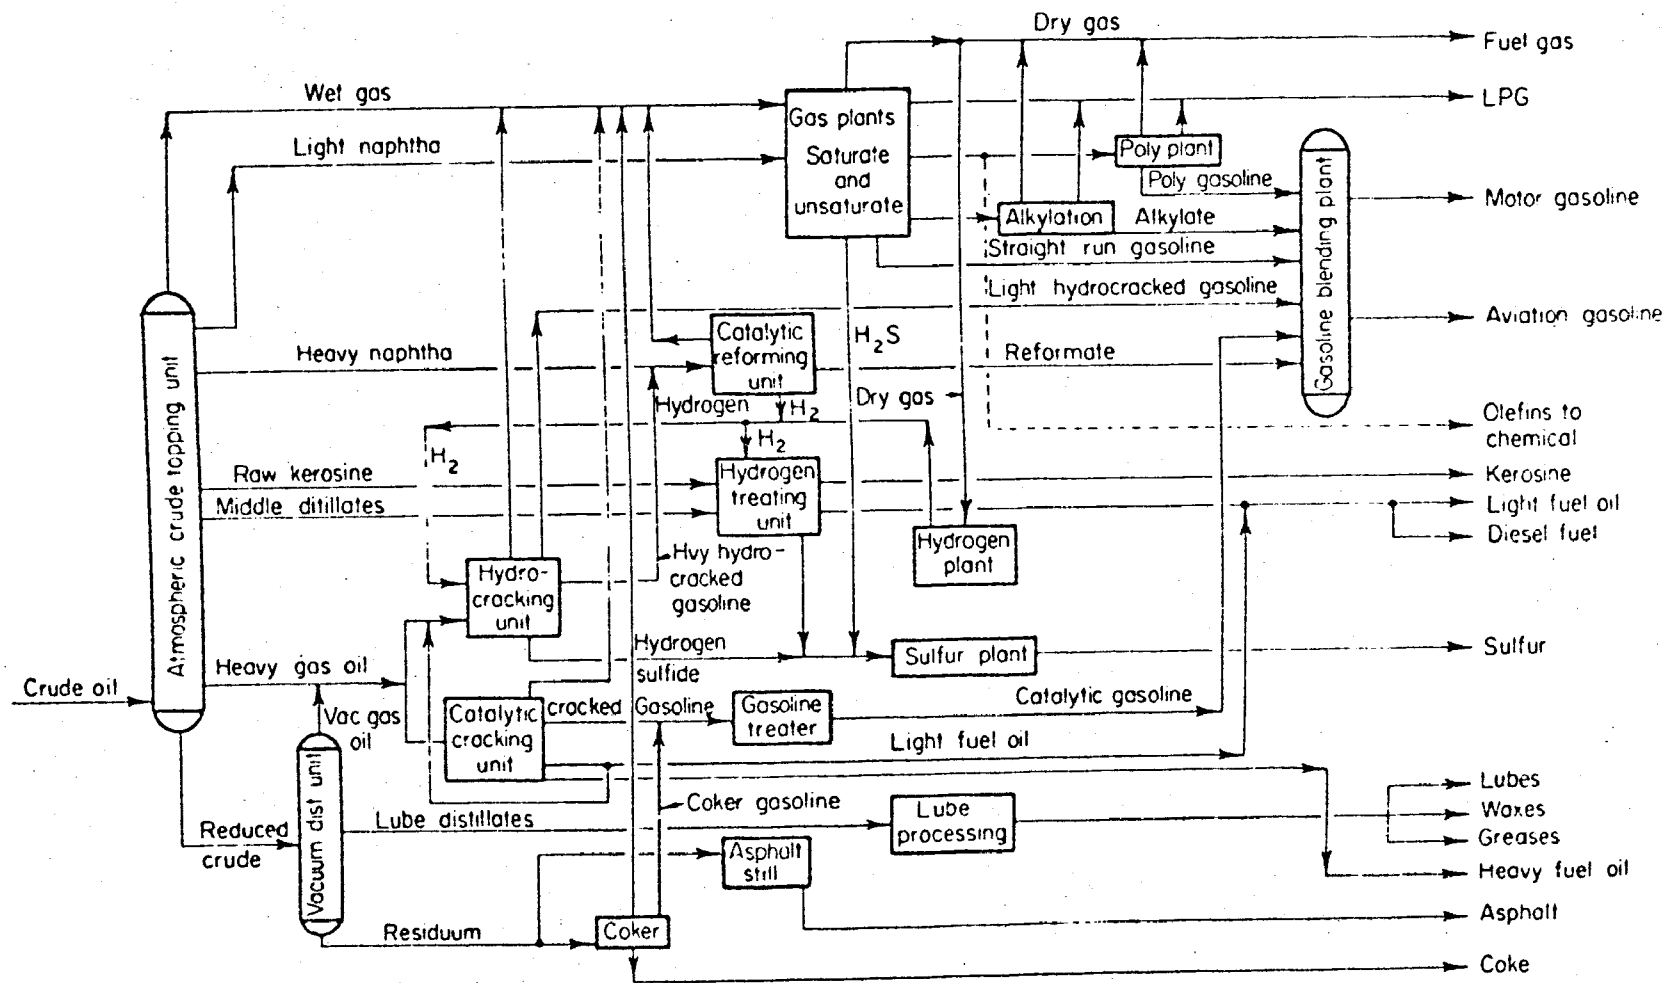 Dry gas
Fuel gas
Wet gas
LPG
Gas plants
Saturate
and
unsaturate
Light naphtha
Poly plant
Poly gasoline
Motor gasoline
Alkylation
Alkylate
Straight run gasoline
Gasoline blending plant
Light hydrocracked gasoline
Aviation gasoline
Catalytic
reforming
unit
H2S
Heavy naphtha
Reformate
Atmospheric crude topping unit
Dry gas
Hydrogen
H2
H2
H2
Olefins to
chemical
Raw kerosine
Hydrogen
treating
unit
Kerosine
Middle ditillates
Light fuel oil
Diesel fuel
Hydrogen
plant
Hydro-
cracking
unit
Hvy hydro-
cracked
gasoline
Hydrogen
sulfide
Sulfur plant
Sulfur
Heavy gas oil
Crude oil
Vac gas
oil
Catalytic
cracking
unit
cracked Gasoline
Gasoline
treater
Catalytic gasoline
Light fuel oil
Vacuum dist unit
Lubes
Waxes
Greases
Coker gasoline
Lube distillates
Lube
processing
Reduced
crude
Asphalt
still
Heavy fuel oil
Asphalt
Residuum
Coker
Coke